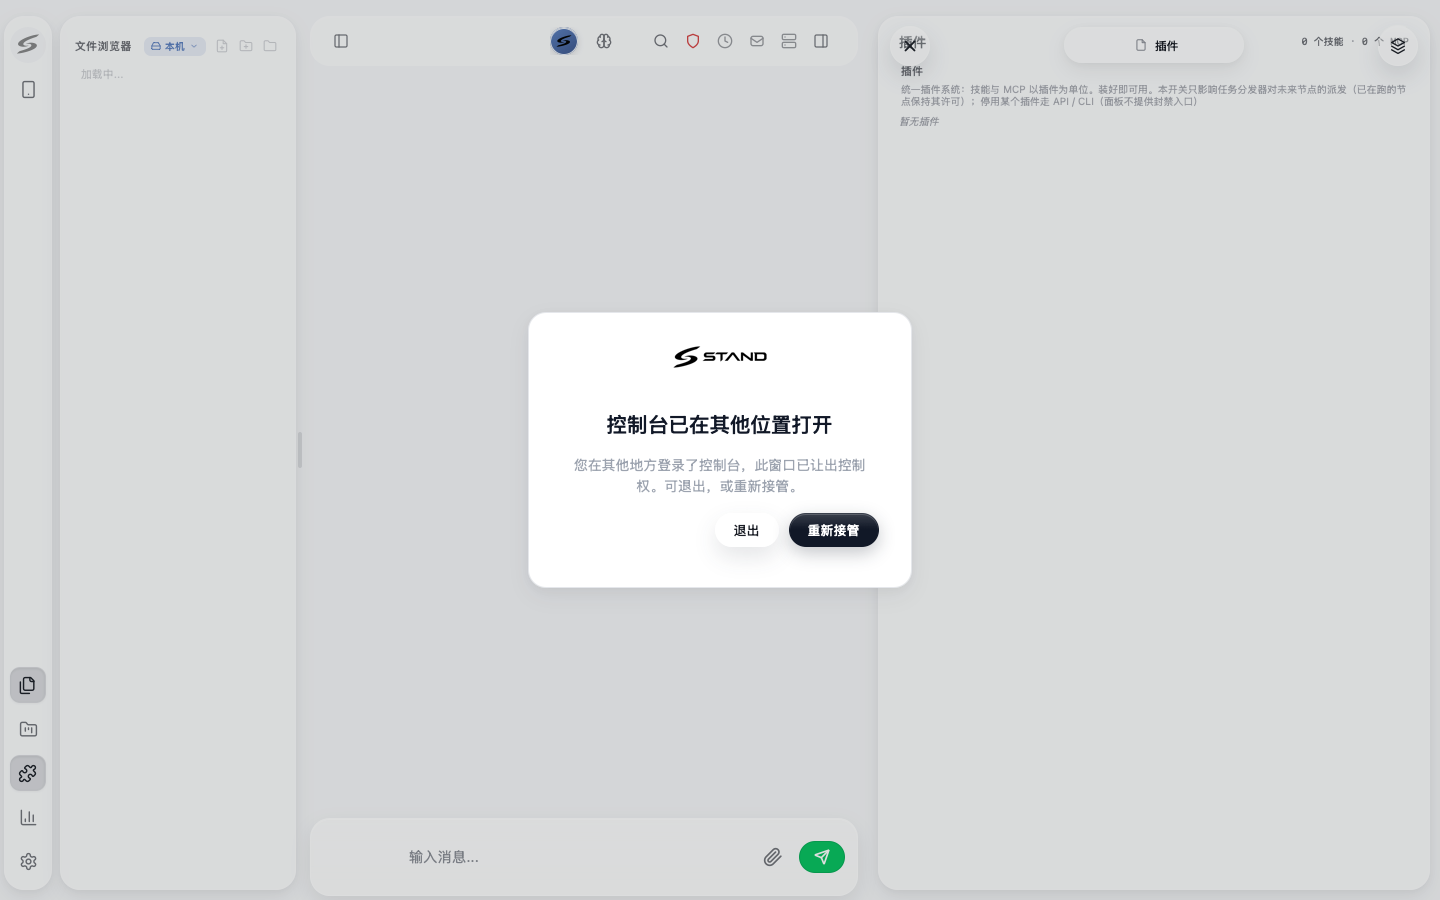 文件浏览器
本机
加载中...
插件
插件
0 个技能 · 0 个
插件
统一插件系统：技能与 MCP 以插件为单位。装好即可用。本开关只影响任务分发器对未来节点的派发（已在跑的节
点保持其许可）；停用某个插件走 API / CLI（面板不提供封禁入口）
暂无插件
STAND
控制台已在其他位置打开
您在其他地方登录了控制台，此窗口已让出控制
权。可退出，或重新接管。
退出
重新接管
输入消息...